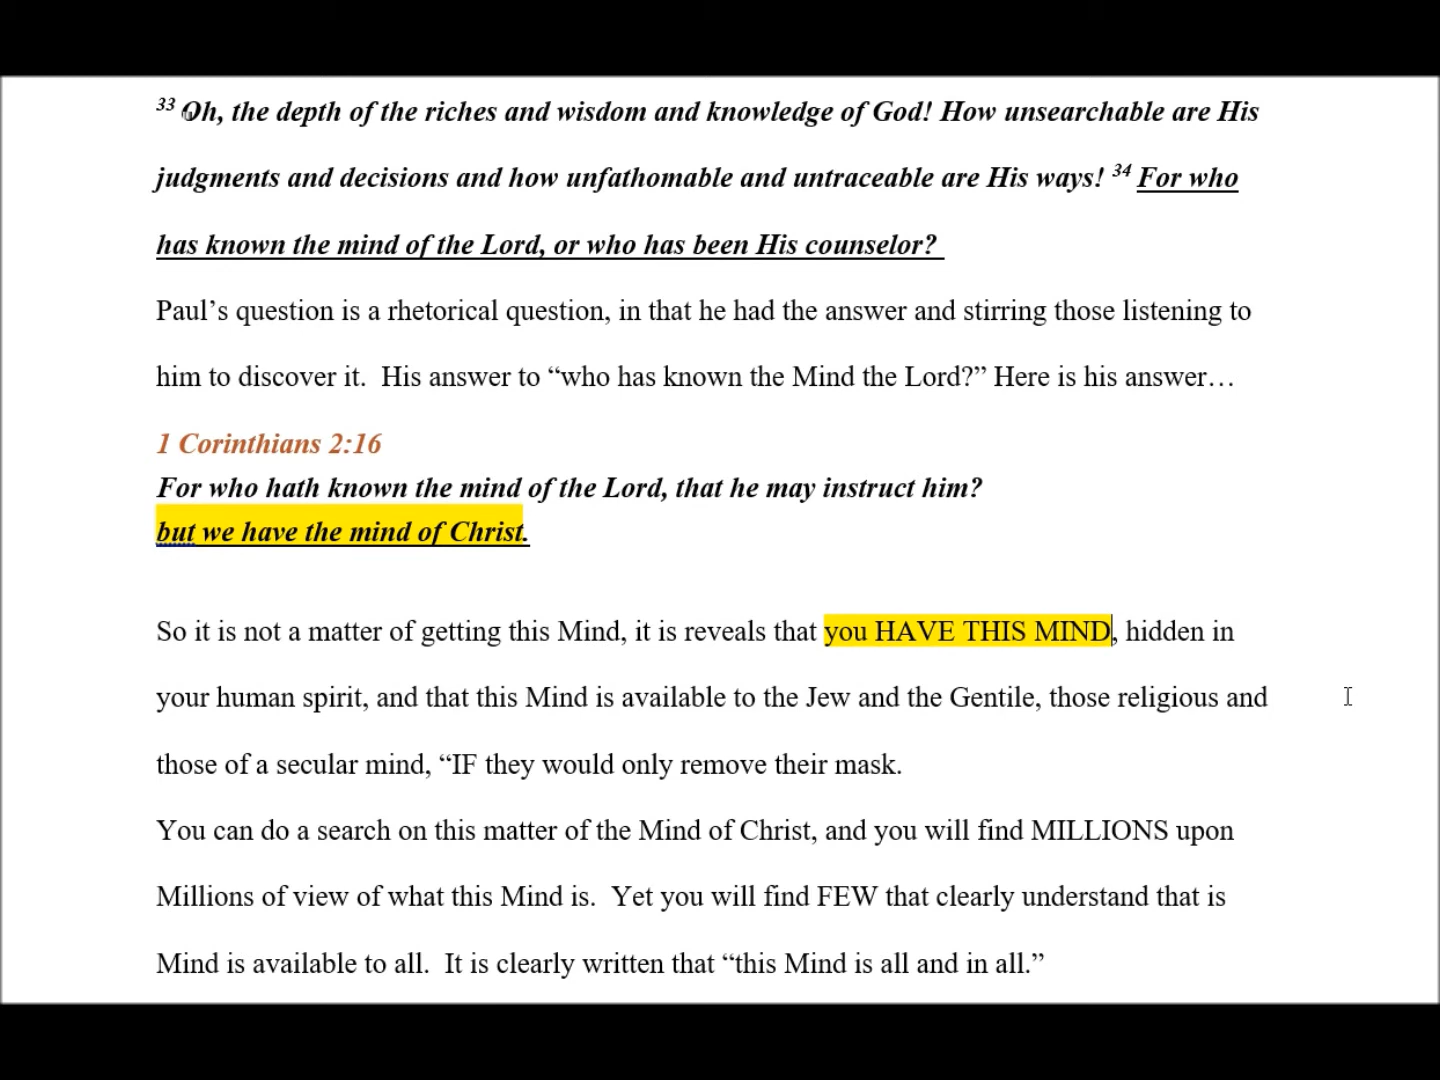 33 Oh, the depth of the riches and wisdom and knowledge of God! How unsearchable are His
judgments and decisions and how unfathomable and untraceable are His ways! 34 For who
has known the mind of the Lord, or who has been His counselor?
Paul’s question is a rhetorical question, in that he had the answer and stirring those listening to
him to discover it.  His answer to “who has known the Mind the Lord?” Here is his answer…
1 Corinthians 2:16
For who hath known the mind of the Lord, that he may instruct him?
but we have the mind of Christ.
So it is not a matter of getting this Mind, it is reveals that you HAVE THIS MIND, hidden in
your human spirit, and that this Mind is available to the Jew and the Gentile, those religious and
those of a secular mind, “IF they would only remove their mask.
You can do a search on this matter of the Mind of Christ, and you will find MILLIONS upon
Millions of view of what this Mind is.  Yet you will find FEW that clearly understand that is
Mind is available to all.  It is clearly written that “this Mind is all and in all.”